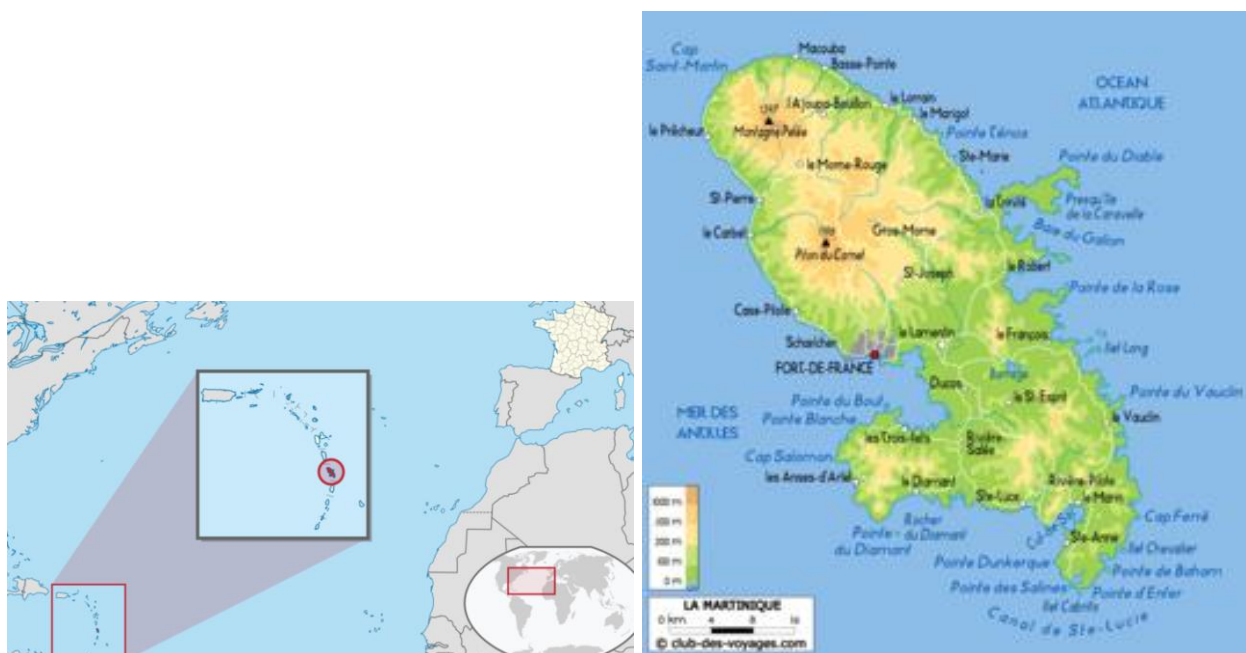 Cap
Saint-Martin
Macouba
Basse-Pointe
l'Ajoupa-Bouillon
le Lorrain
le Marigot
OCEAN
ATLANTIQUE
1397
Montagne Pelée
le Prêcheur
Pointe Ténos
Ste-Marie
Pointe du Diable
le Morne-Rouge
St-Pierre
la Trinité
Presqu'île
de la Caravelle
le Carbet
Gros-Morne
Baie du Galion
Piton du Carnet
St-Joseph
le Robert
Pointe de la Rose
Case-Pilote
Schoelcher
le Lamentin
le François
Ilet Long
FORT-DE-FRANCE
Ducos
Pointe du Bout
Pointe Blanche
le St-Esprit
Pointe du Vauclin
MER DES
ANTILLES
le Vauclin
les Trois-Ilets
Rivière-
Salée
Cap Salomon
les Anses-d'Arlet
le Diamant
Ste-Luce
Rivière-Pilote
le Marin
Cap Ferré
Rocher
du Diamant
Pointe
du Diamant
Ste-Anne
Ilet Chevalier
Pointe Dunkerque
Pointe de Baham
Pointe des Salines
Pointe d'Enfer
Ilet Cabrits
Canal de Ste-Lucie
1000 m
200 m
0 m
LA MARTINIQUE
0 km 4 8
© club-des-voyages.com